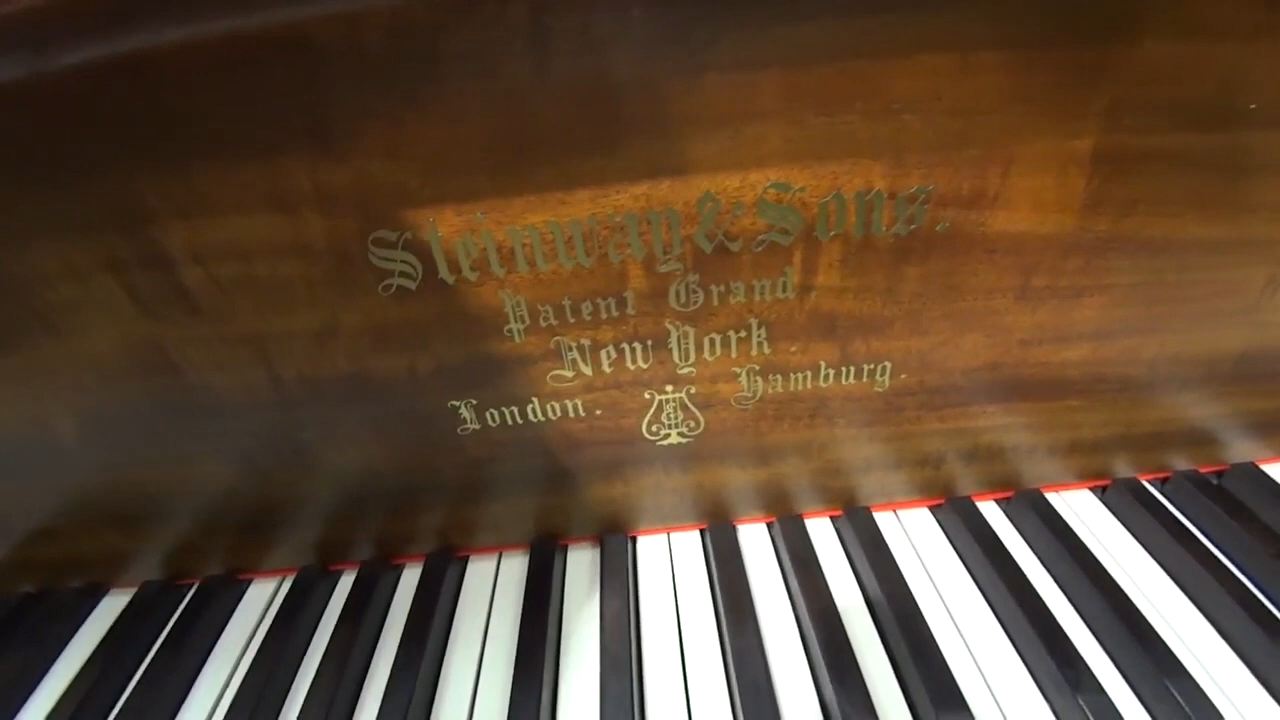 Steinway & Sons.
Patent Grand,
New York.
London. Hamburg.